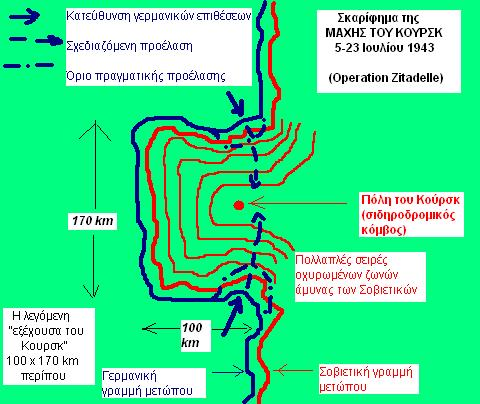 Κατεύθυνση γερμανικών επιθέσεων
Σχεδιαζόμενη προέλαση
Όριο πραγματικής προέλασης
Σκαρίφημα της
ΜΑΧΗΣ ΤΟΥ ΚΟΥΡΣΚ
5-23 Ιουλίου 1943
(Operation Zitadelle)
170 km
Πόλη του Κούρσκ
(σιδηροδρομικός
κόμβος)
Πολλαπλές σειρές
οχυρωμένων ζωνών
άμυνας των Σοβιετικών
Η λεγόμενη
"εξέχουσα του
Κουρσκ"
100 x 170 km
περίπου
100
km
Γερμανική
γραμμή μετώπου
Σοβιετική γραμμή
μετώπου